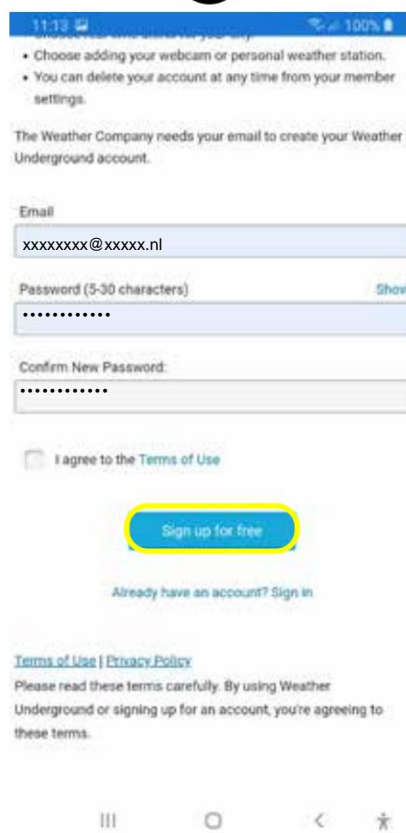 11:13
100%
• Choose adding your webcam or personal weather station.
• You can delete your account at any time from your member
settings.
The Weather Company needs your email to create your Weather
Underground account.
Email
xxxxxxxx@xxxxx.nl
Password (5-30 characters) Show
••••••••••••
Confirm New Password:
••••••••••••
I agree to the Terms of Use
Sign up for free
Already have an account? Sign in
Terms of Use | Privacy Policy
Please read these terms carefully. By using Weather
Underground or signing up for an account, you're agreeing to
these terms.